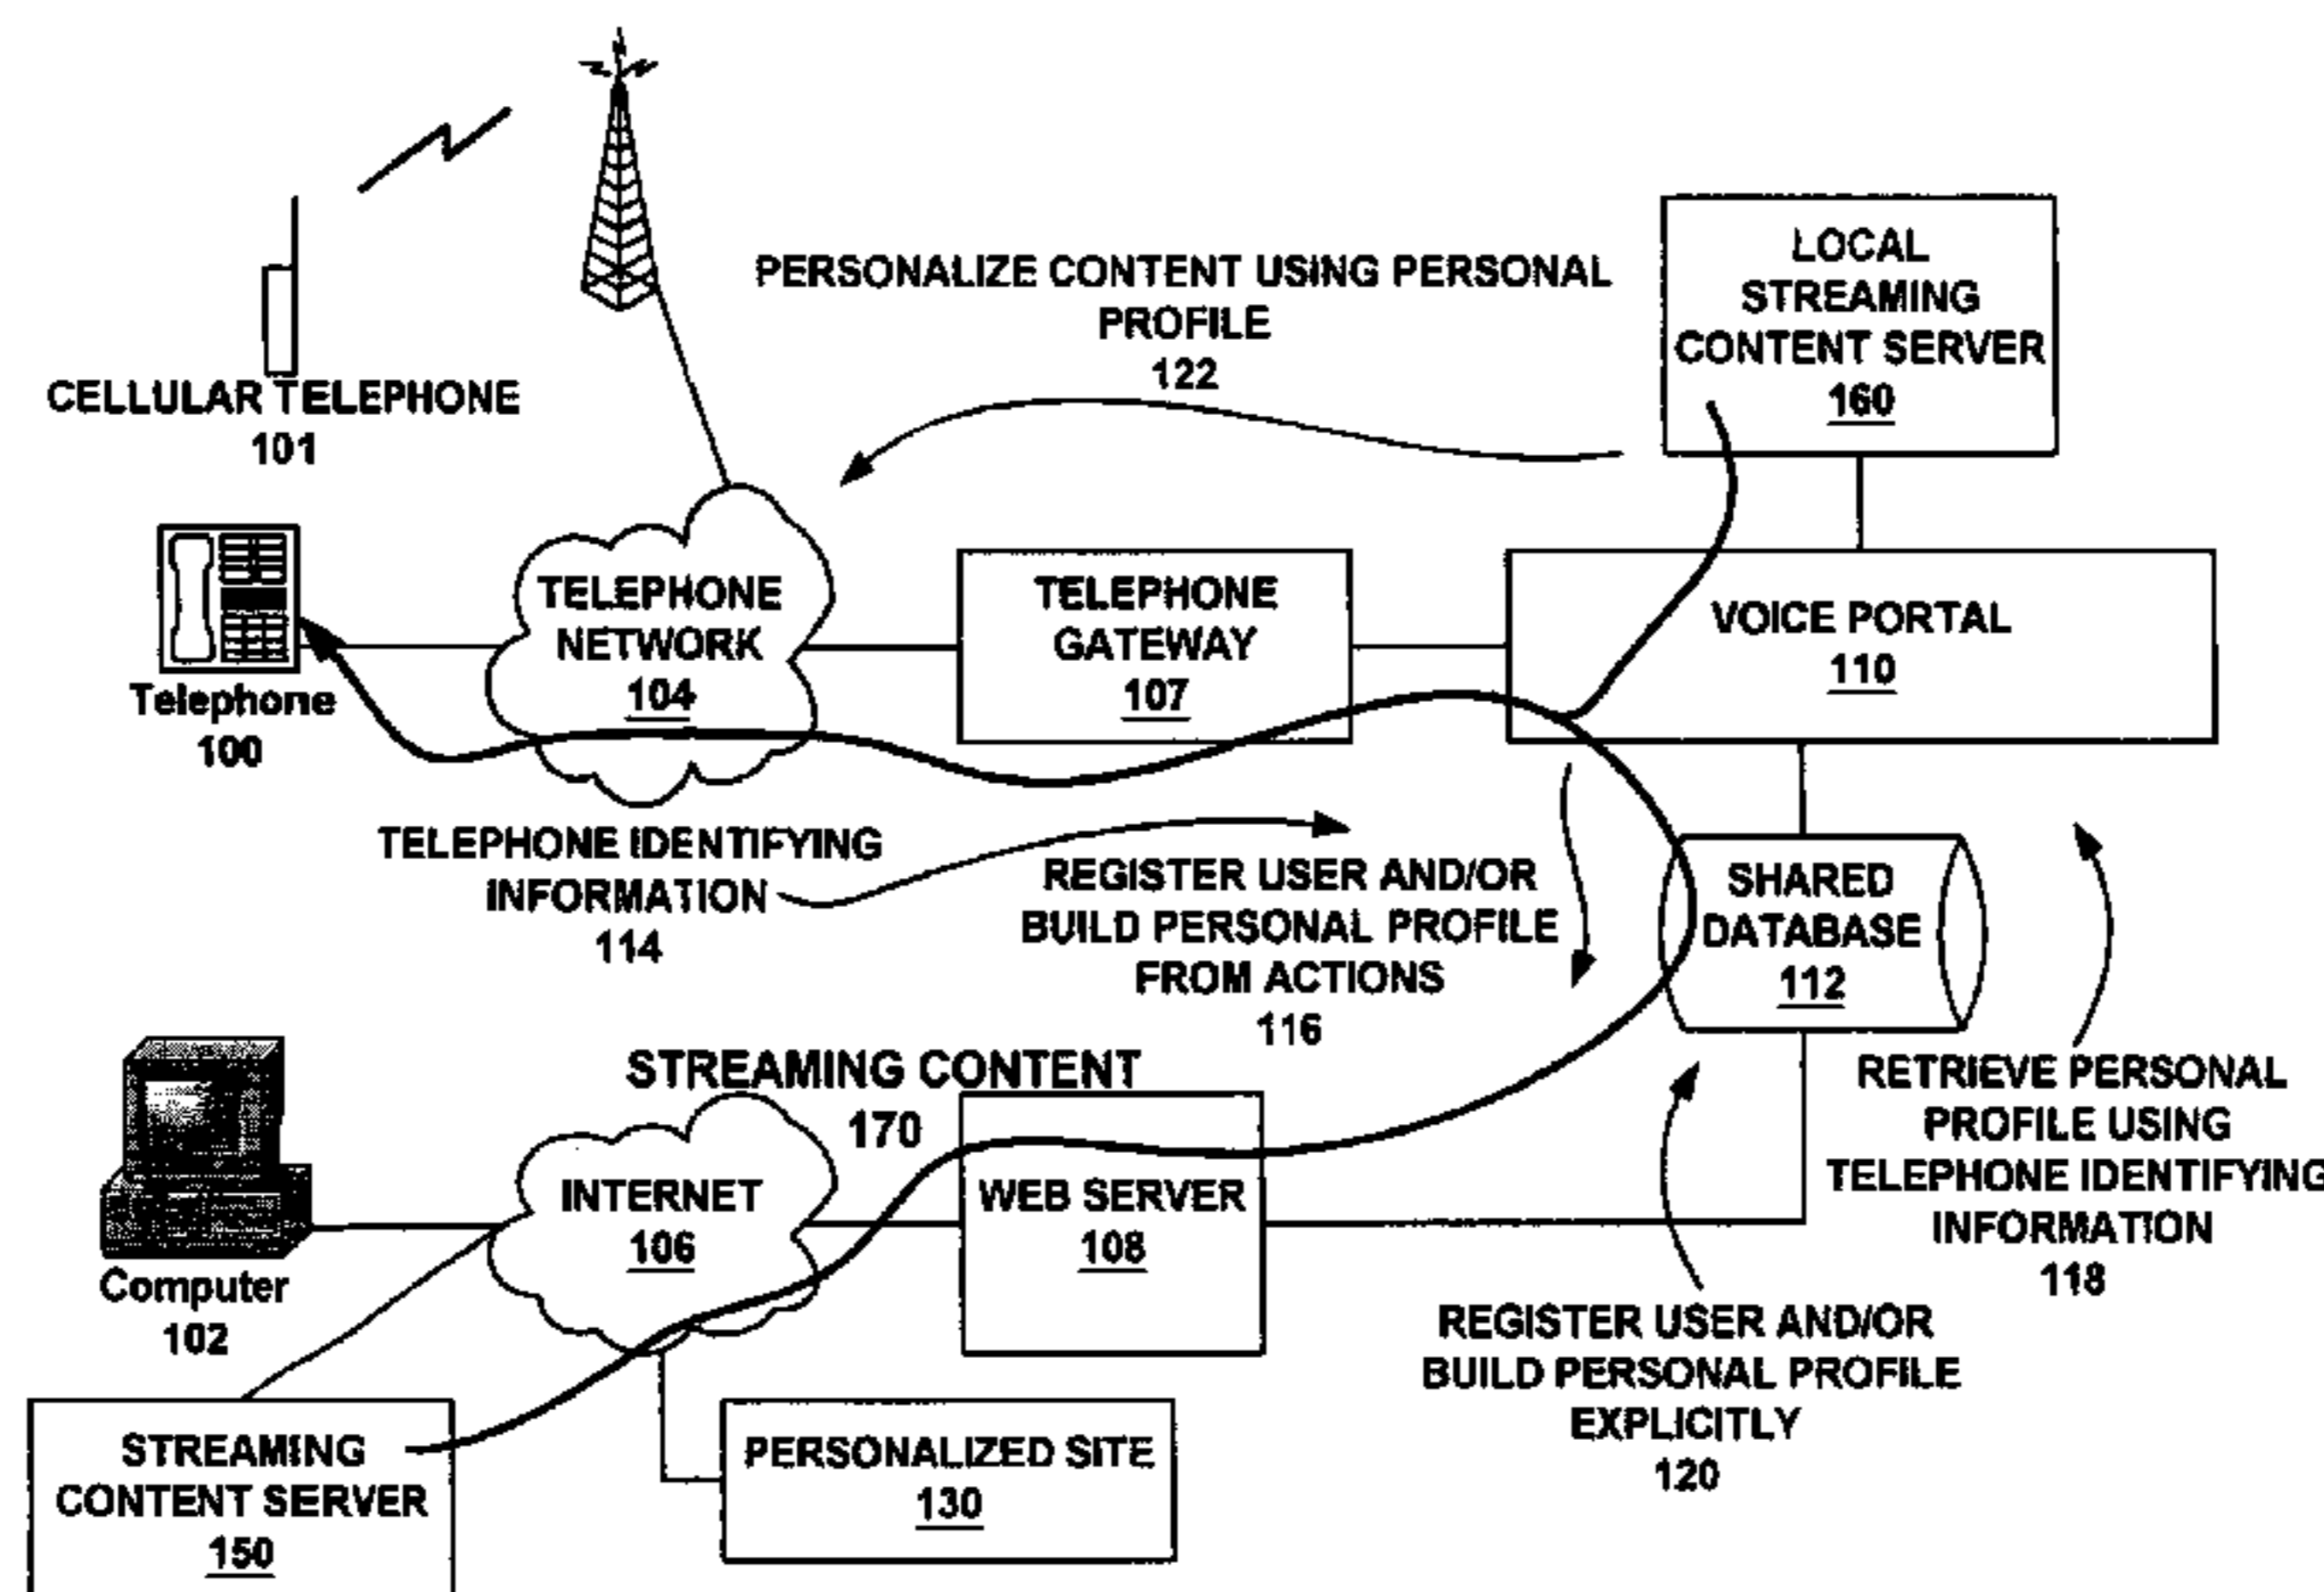 PERSONALIZE CONTENT USING PERSONAL
PROFILE
122
LOCAL
STREAMING
CONTENT SERVER
160
CELLULAR TELEPHONE
101
TELEPHONE
NETWORK
104
TELEPHONE
GATEWAY
107
VOICE PORTAL
110
Telephone
100
TELEPHONE IDENTIFYING
INFORMATION
114
REGISTER USER AND/OR
BUILD PERSONAL PROFILE
FROM ACTIONS
116
SHARED
DATABASE
112
STREAMING CONTENT
170
RETRIEVE PERSONAL
PROFILE USING
TELEPHONE IDENTIFYING
INFORMATION
118
INTERNET
106
WEB SERVER
108
Computer
102
REGISTER USER AND/OR
BUILD PERSONAL PROFILE
EXPLICITLY
120
STREAMING
CONTENT SERVER
150
PERSONALIZED SITE
130